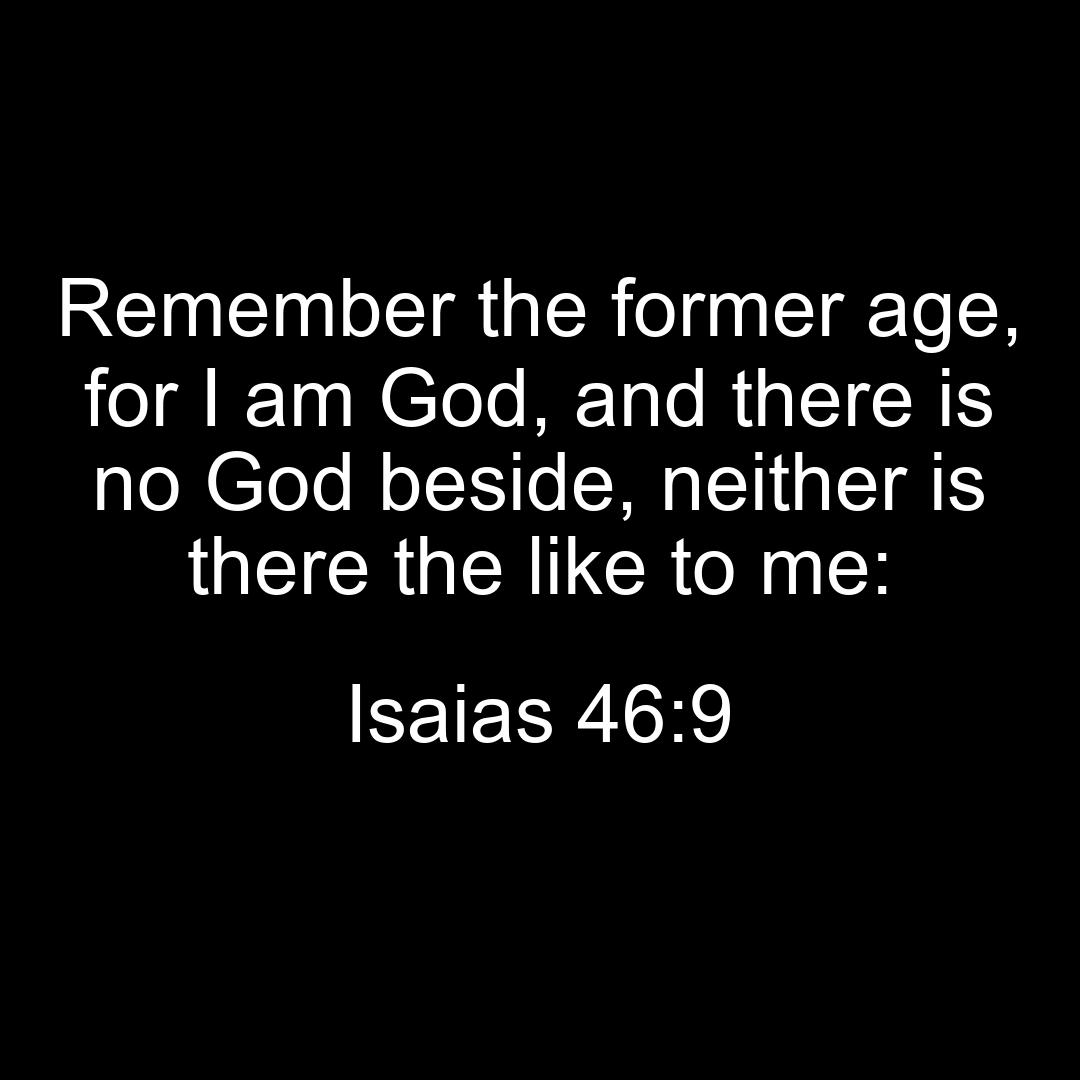 Remember the former age,
for I am God, and there is
no God beside, neither is
there the like to me:
Isaias 46:9